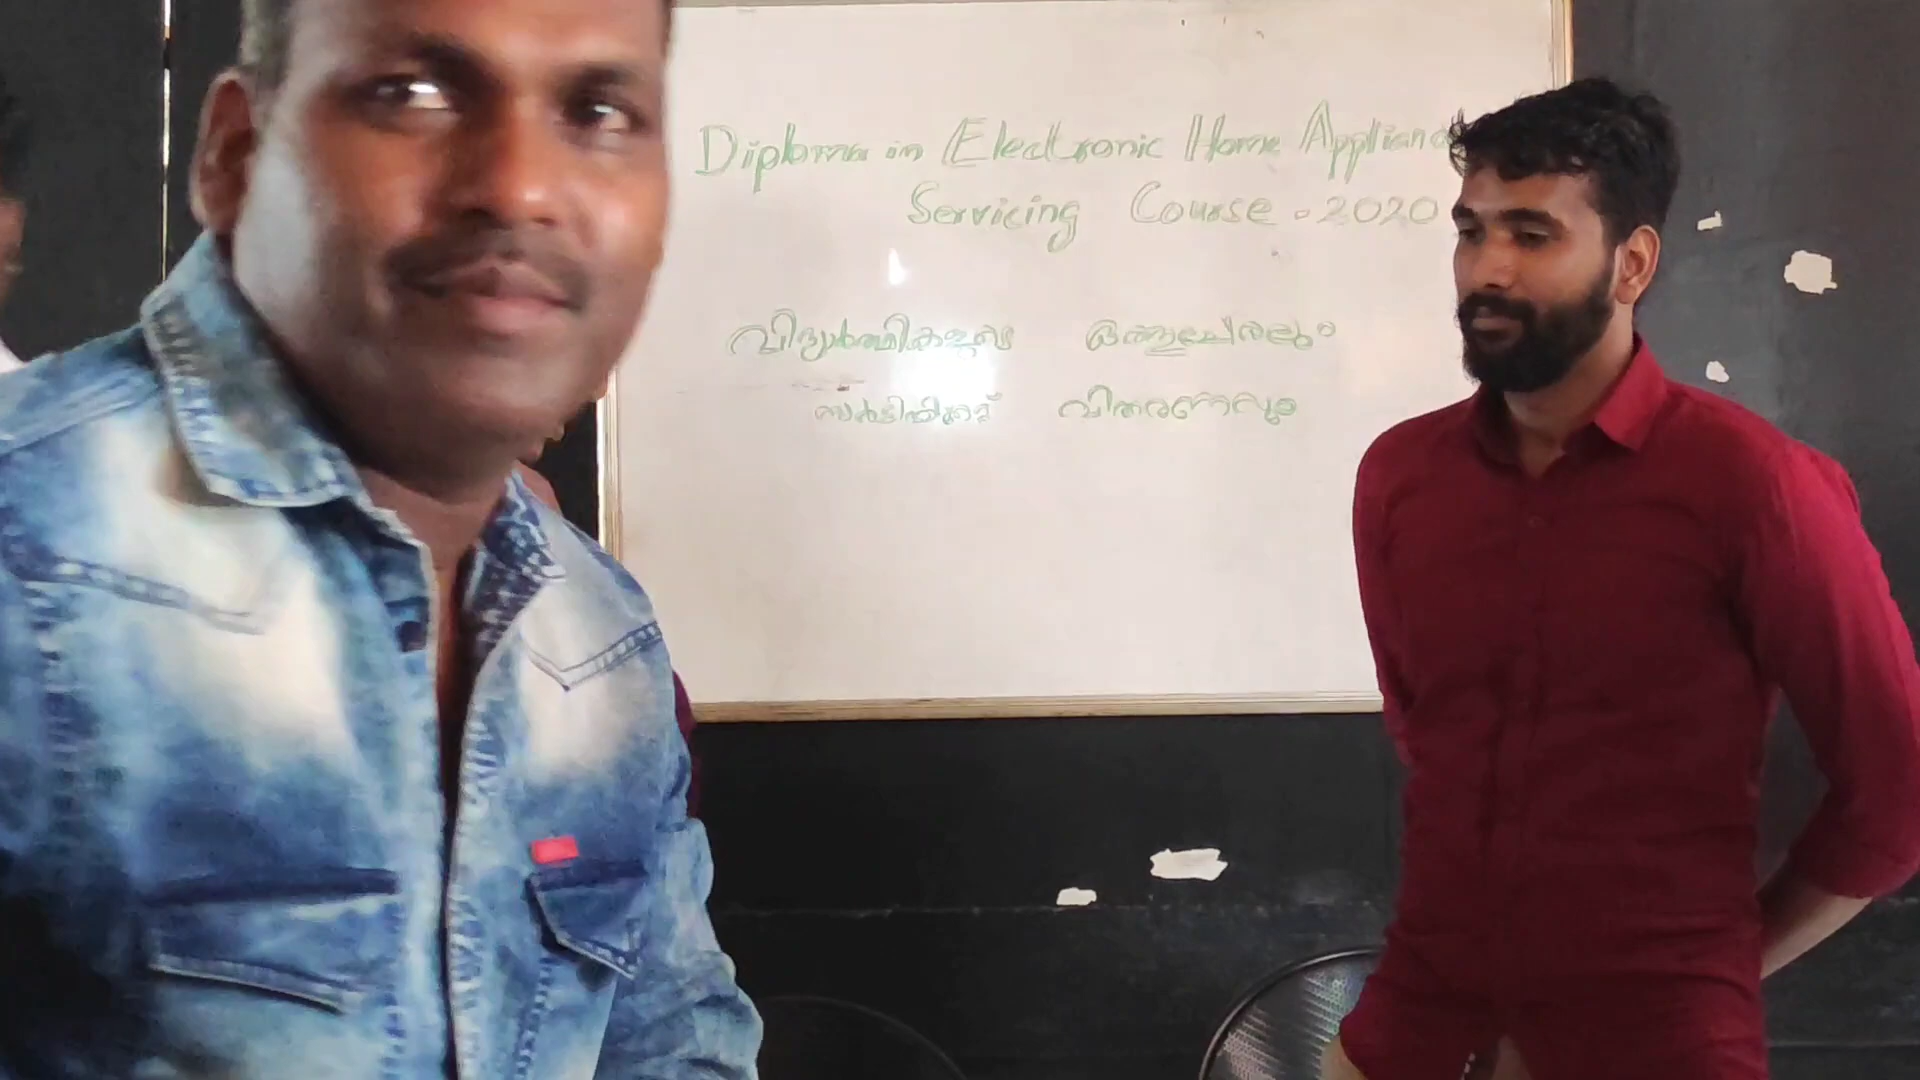 Diploma in Electronic Home Applianc
Servicing Course - 2020
വിദ്യാർത്ഥികളുടെ ഒത്തുചേരലും
സർട്ടിഫിക്കറ്റ് വിതരണവും